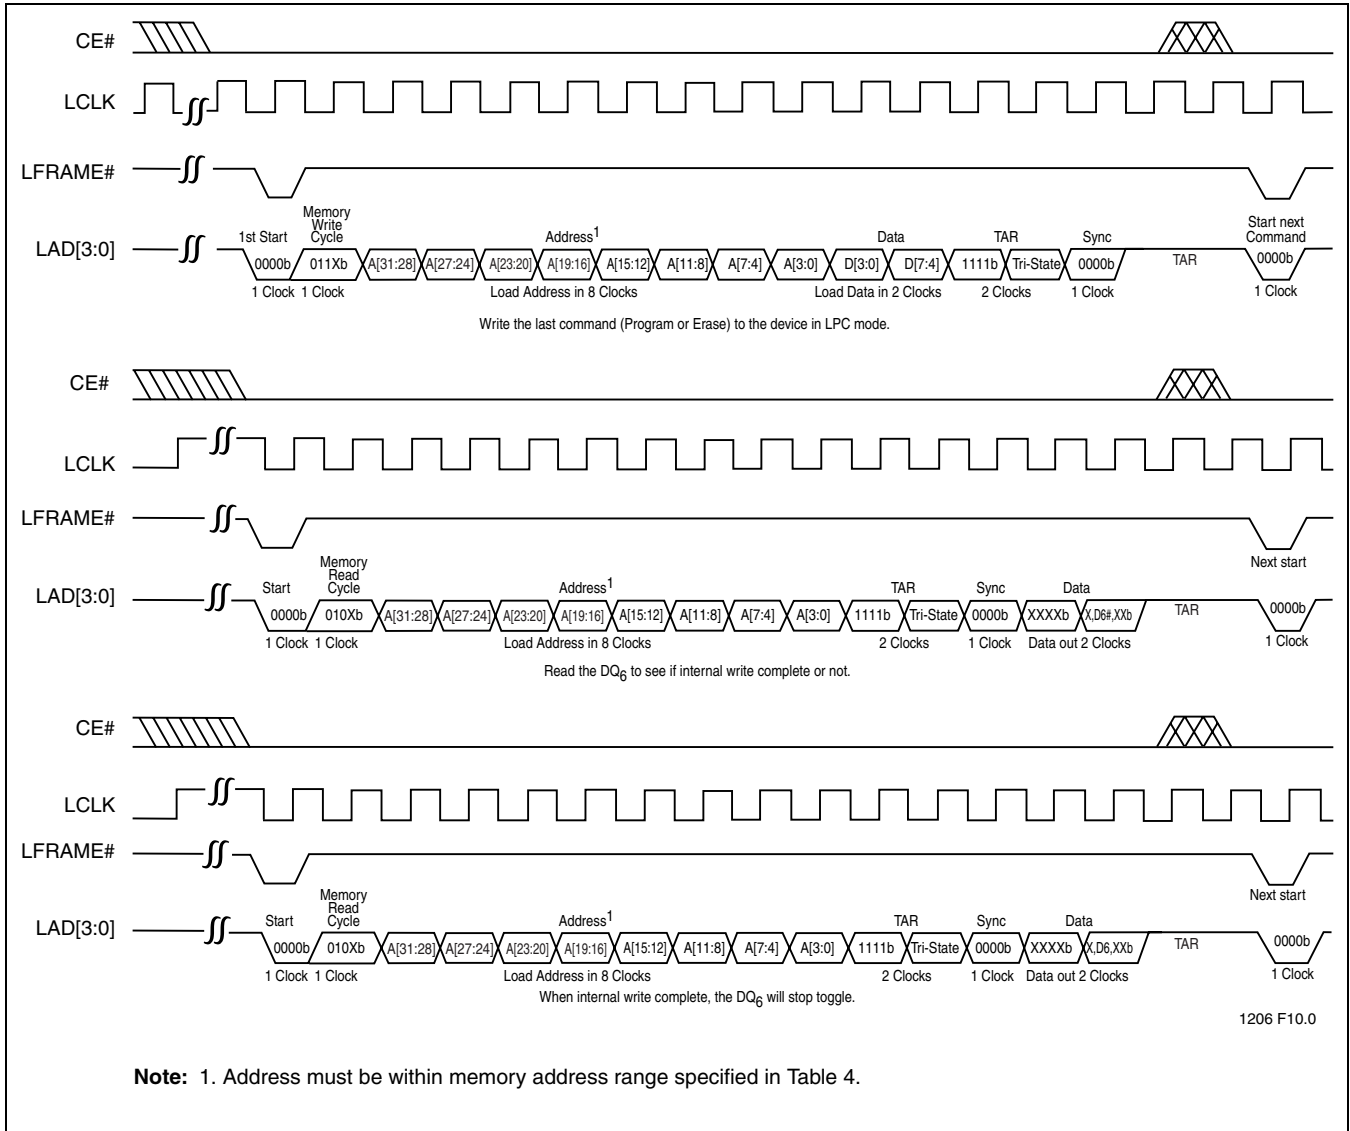 CE#
LCLK
LFRAME#
Memory
Write
Cycle
1st Start Address1 Data TAR Sync Start next
Command
LAD[3:0] 0000b 011Xb A[31:28] A[27:24] A[23:20] A[19:16] A[15:12] A[11:8] A[7:4] A[3:0] D[3:0] D[7:4] 1111b Tri-State 0000b TAR 0000b
1 Clock 1 Clock Load Address in 8 Clocks Load Data in 2 Clocks 2 Clocks 1 Clock 1 Clock
Write the last command (Program or Erase) to the device in LPC mode.
CE#
LCLK
LFRAME#
Next start
Memory
Read
Start Cycle Address1 TAR Sync Data
LAD[3:0] 0000b 010Xb A[31:28] A[27:24] A[23:20] A[19:16] A[15:12] A[11:8] A[7:4] A[3:0] 1111b Tri-State 0000b XXXXb X,D6#,XXb TAR 0000b
1 Clock 1 Clock Load Address in 8 Clocks 2 Clocks 1 Clock Data out 2 Clocks 1 Clock
Read the DQ6 to see if internal write complete or not.
CE#
LCLK
LFRAME#
Next start
Memory
Read
Start Cycle Address1 TAR Sync Data
LAD[3:0] 0000b 010Xb A[31:28] A[27:24] A[23:20] A[19:16] A[15:12] A[11:8] A[7:4] A[3:0] 1111b Tri-State 0000b XXXXb X,D6,XXb TAR 0000b
1 Clock 1 Clock Load Address in 8 Clocks 2 Clocks 1 Clock Data out 2 Clocks 1 Clock
When internal write complete, the DQ6 will stop toggle.
1206 F10.0
Note: 1. Address must be within memory address range specified in Table 4.